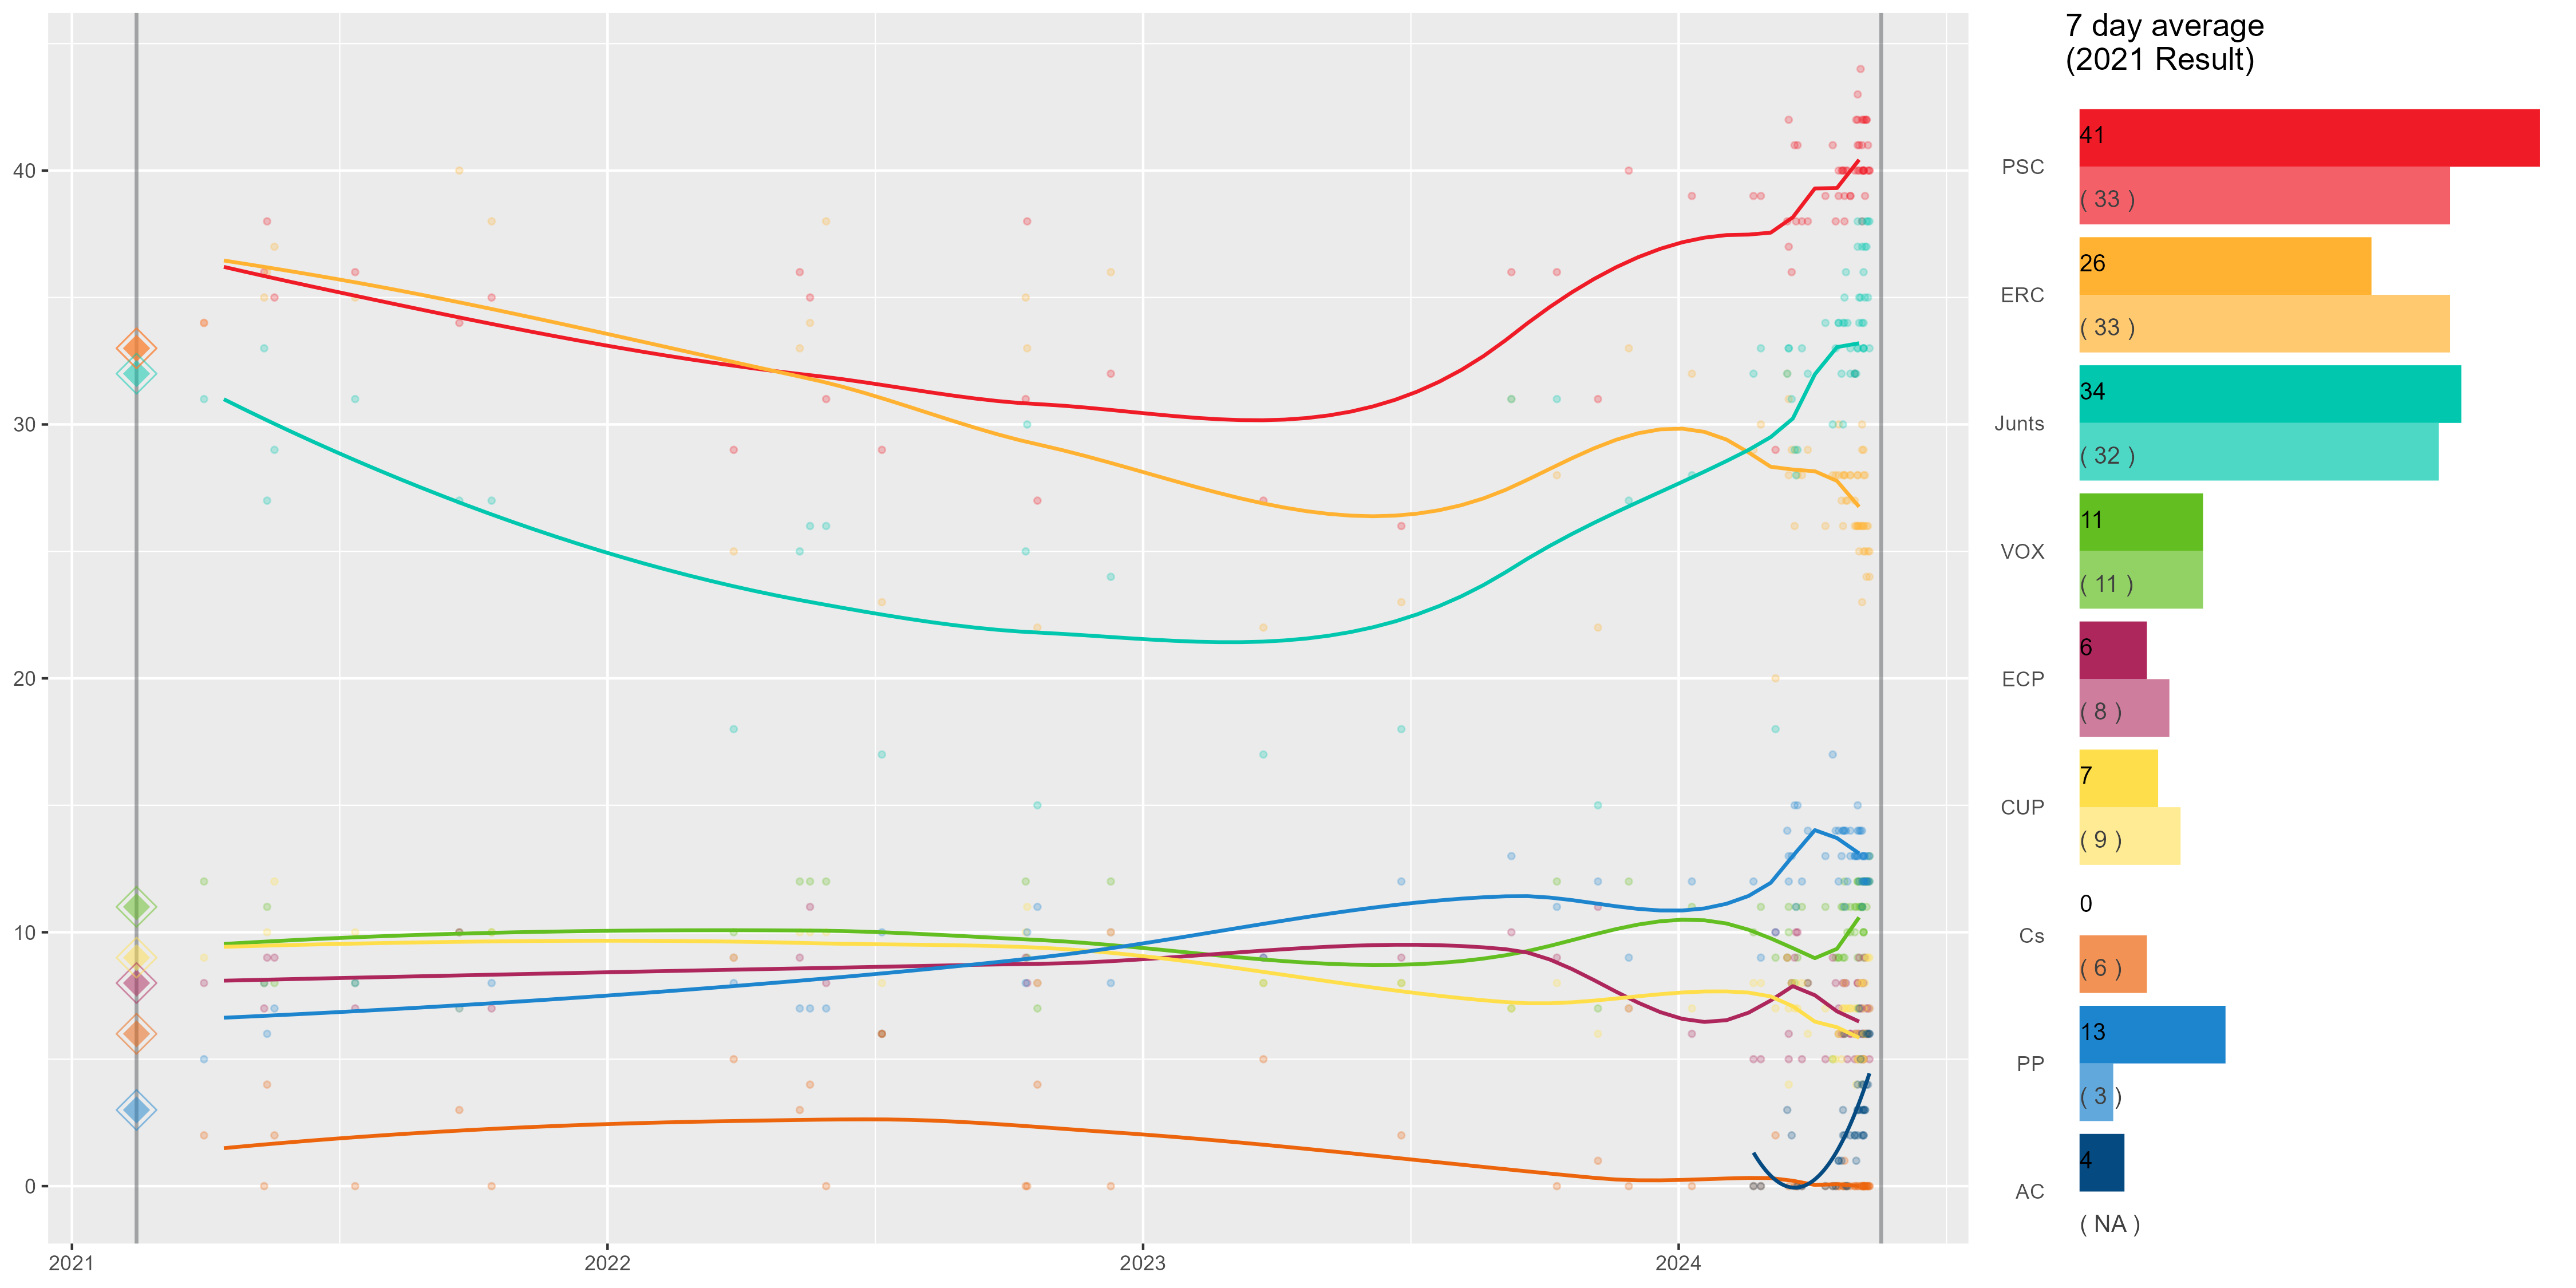 7 day average
(2021 Result)
40
30
20
10
0
2021
2022
2023
2024
PSC
41
( 33 )
ERC
26
( 33 )
Junts
34
( 32 )
VOX
11
( 11 )
ECP
6
( 8 )
CUP
7
( 9 )
Cs
0
( 6 )
PP
13
( 3 )
AC
4
( NA )